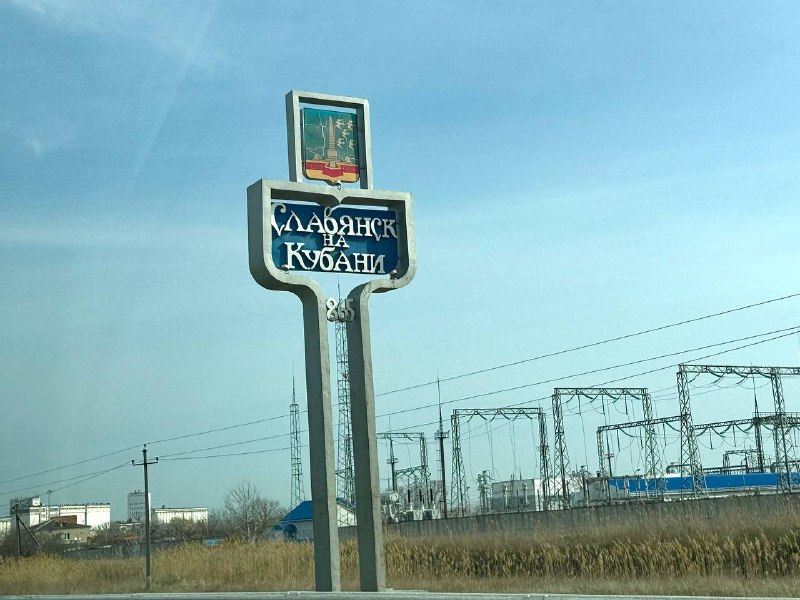 Славянск
на
Кубани
865